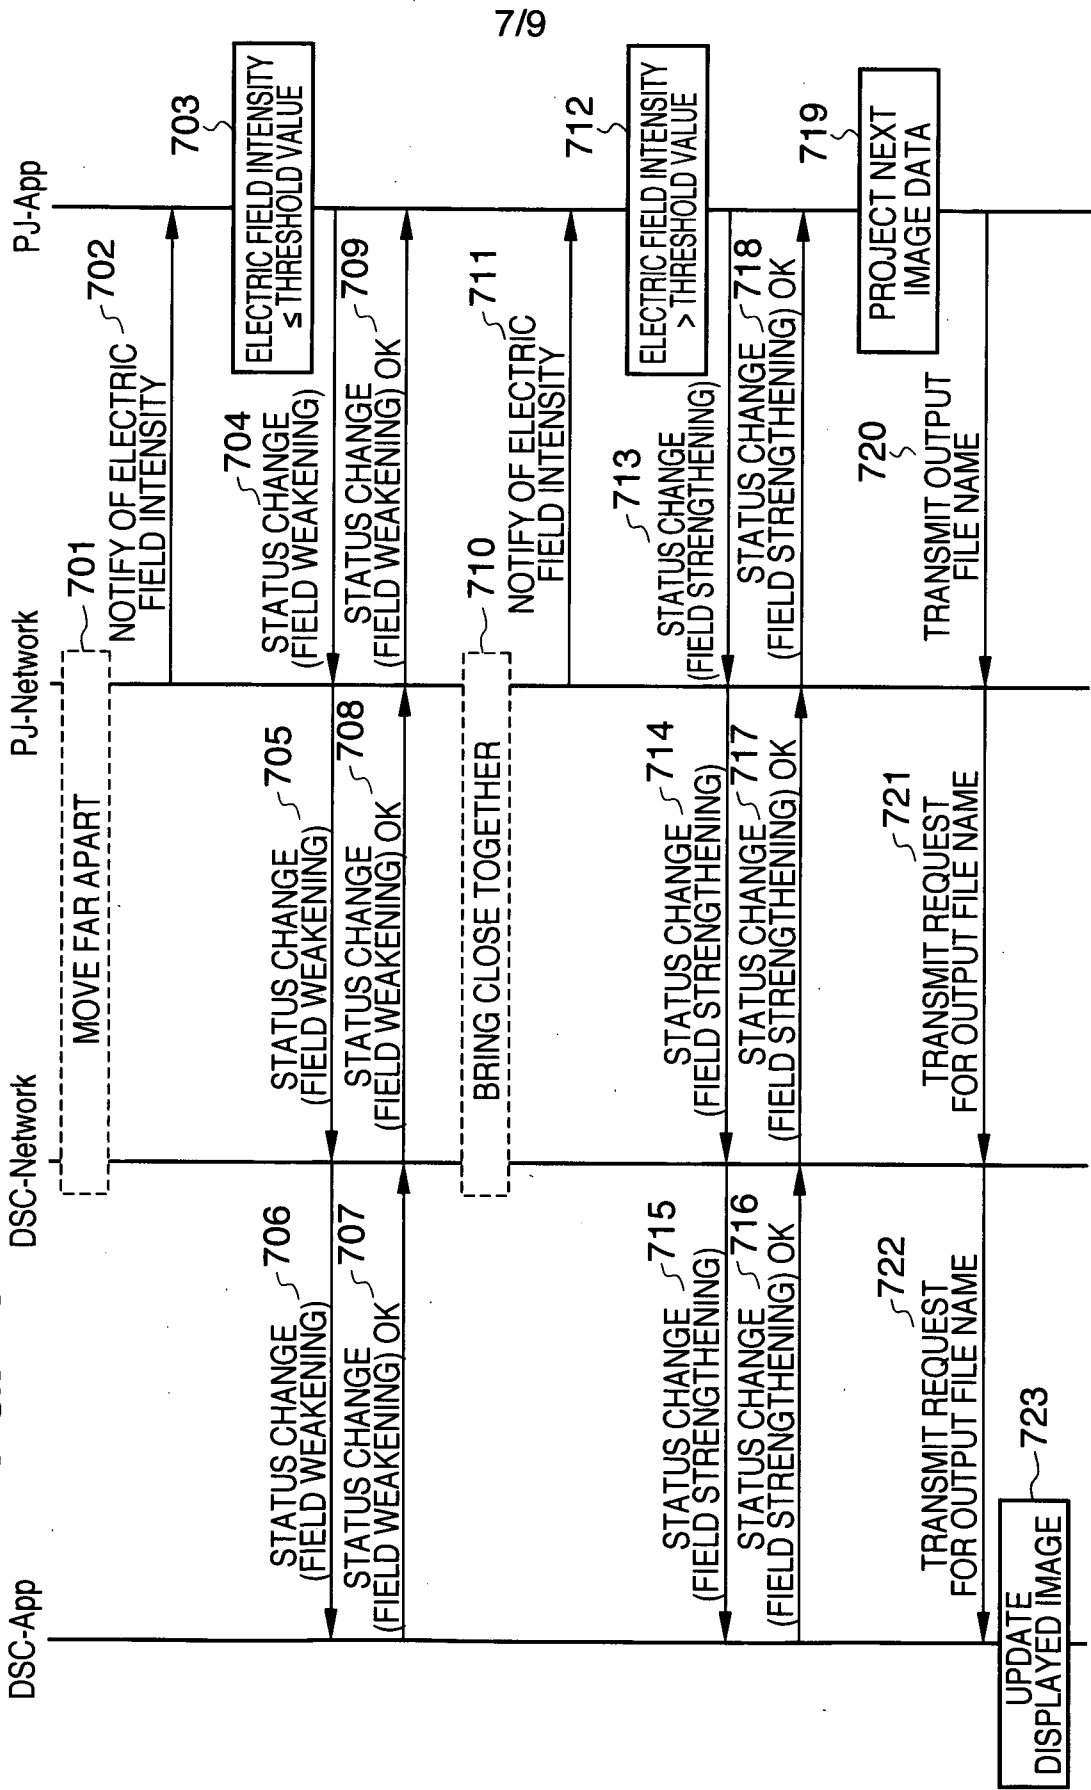 7/9
DSC-App
DSC-Network
PJ-Network
PJ-App
MOVE FAR APART
701
NOTIFY OF ELECTRIC
FIELD INTENSITY
702
703
ELECTRIC FIELD INTENSITY
≤ THRESHOLD VALUE
704
STATUS CHANGE
(FIELD WEAKENING)
705
STATUS CHANGE
(FIELD WEAKENING)
706
STATUS CHANGE
(FIELD WEAKENING)
707
STATUS CHANGE
(FIELD WEAKENING) OK
708
STATUS CHANGE
(FIELD WEAKENING) OK
709
STATUS CHANGE
(FIELD WEAKENING) OK
BRING CLOSE TOGETHER
710
NOTIFY OF ELECTRIC
FIELD INTENSITY
711
712
ELECTRIC FIELD INTENSITY
> THRESHOLD VALUE
713
STATUS CHANGE
(FIELD STRENGTHENING)
714
STATUS CHANGE
(FIELD STRENGTHENING)
715
STATUS CHANGE
(FIELD STRENGTHENING)
716
STATUS CHANGE
(FIELD STRENGTHENING) OK
717
STATUS CHANGE
(FIELD STRENGTHENING) OK
718
STATUS CHANGE
(FIELD STRENGTHENING) OK
719
PROJECT NEXT
IMAGE DATA
720
TRANSMIT OUTPUT
FILE NAME
721
TRANSMIT REQUEST
FOR OUTPUT FILE NAME
722
TRANSMIT REQUEST
FOR OUTPUT FILE NAME
723
UPDATE
DISPLAYED IMAGE